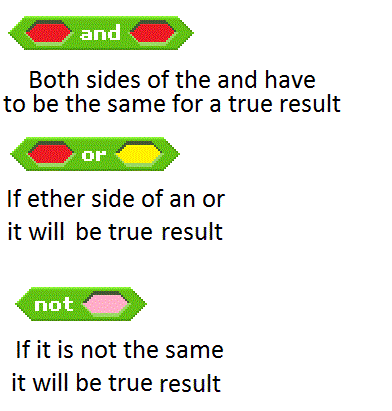 and
Both sides of the and have
to be the same for a true result
or
If ether side of an or
it will be true result
not
If it is not the same
it will be true result